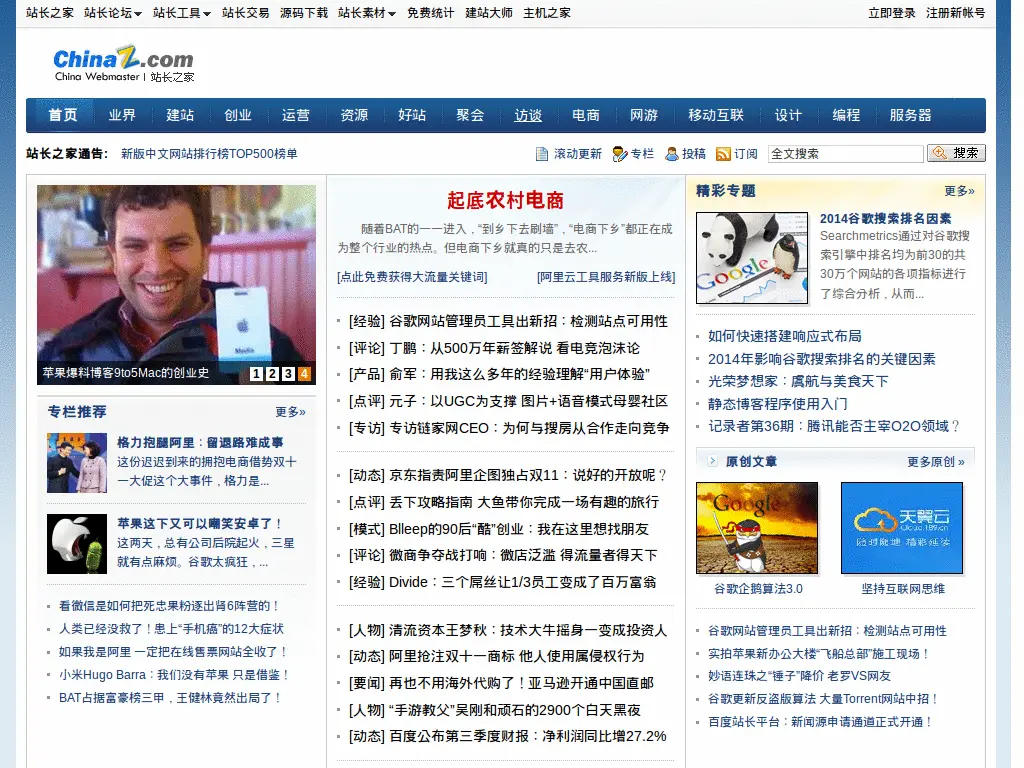 站长之家 站长论坛 站长工具 站长交易 源码下载 站长素材 免费统计 建站大师 主机之家 立即登录 注册新帐号
ChinaZ.com
China Webmaster | 站长之家
首页 业界 建站 创业 运营 资源 好站 聚会 访谈 电商 网游 移动互联 设计 编程 服务器
站长之家通告： 新版中文网站排行榜TOP500榜单 滚动更新 专栏 投稿 订阅 全文搜索 搜索
苹果爆料博客9to5Mac的创业史 1 2 3 4
专栏推荐 更多»
格力抱腿阿里：留退路难成事
这份迟迟到来的拥抱电商借势双十
一大促这个大事件，格力是...
苹果这下又可以嘲笑安卓了！
这两天，总有公司后院起火，三星
就有点麻烦。谷歌太疯狂，...
看微信是如何把死忠果粉逐出肾6阵营的！
人类已经没救了！患上“手机癌”的12大症状
如果我是阿里 一定把在线售票网站全收了！
小米Hugo Barra：我们没有苹果 只是借鉴！
BAT占据富豪榜三甲，王健林竟然出局了！
起底农村电商
随着BAT的一一进入，“到乡下去刷墙”，“电商下乡”都正在成
为整个行业的热点。但电商下乡就真的只是去农...
[点此免费获得大流量关键词] [阿里云工具服务新版上线]
[经验] 谷歌网站管理员工具出新招：检测站点可用性
[评论] 丁鹏：从500万年薪签解说 看电竞泡沫论
[产品] 俞军：用我这么多年的经验理解“用户体验”
[点评] 元子：以UGC为支撑 图片+语音模式母婴社区
[专访] 专访链家网CEO：为何与搜房从合作走向竞争
[动态] 京东指责阿里企图独占双11：说好的开放呢？
[点评] 丢下攻略指南 大鱼带你完成一场有趣的旅行
[模式] Blleep的90后“酷”创业：我在这里想找朋友
[评论] 微商争夺战打响：微店泛滥 得流量者得天下
[经验] Divide：三个屌丝让1/3员工变成了百万富翁
[人物] 清流资本王梦秋：技术大牛摇身一变成投资人
[动态] 阿里抢注双十一商标 他人使用属侵权行为
[要闻] 再也不用海外代购了！亚马逊开通中国直邮
[人物] “手游教父”吴刚和顽石的2900个白天黑夜
[动态] 百度公布第三季度财报：净利润同比增27.2%
精彩专题 更多»
Google
2014谷歌搜索排名因素
Searchmetrics通过对谷歌搜
索引擎中排名均为前30的共
30万个网站的各项指标进行
了综合分析，从而...
如何快速搭建响应式布局
2014年影响谷歌搜索排名的关键因素
光荣梦想家：虞航与美食天下
静态博客程序使用入门
记录者第36期：腾讯能否主宰O2O领域？
原创文章 更多原创 »
Google
天翼云
Cloud.189.cn
随时随地 精彩延续
谷歌企鹅算法3.0 坚持互联网思维
谷歌网站管理员工具出新招：检测站点可用性
实拍苹果新办公大楼“飞船总部”施工现场！
妙语连珠之“锤子”降价 老罗VS网友
谷歌更新反盗版算法 大量Torrent网站中招！
百度站长平台：新闻源申请通道正式开通！